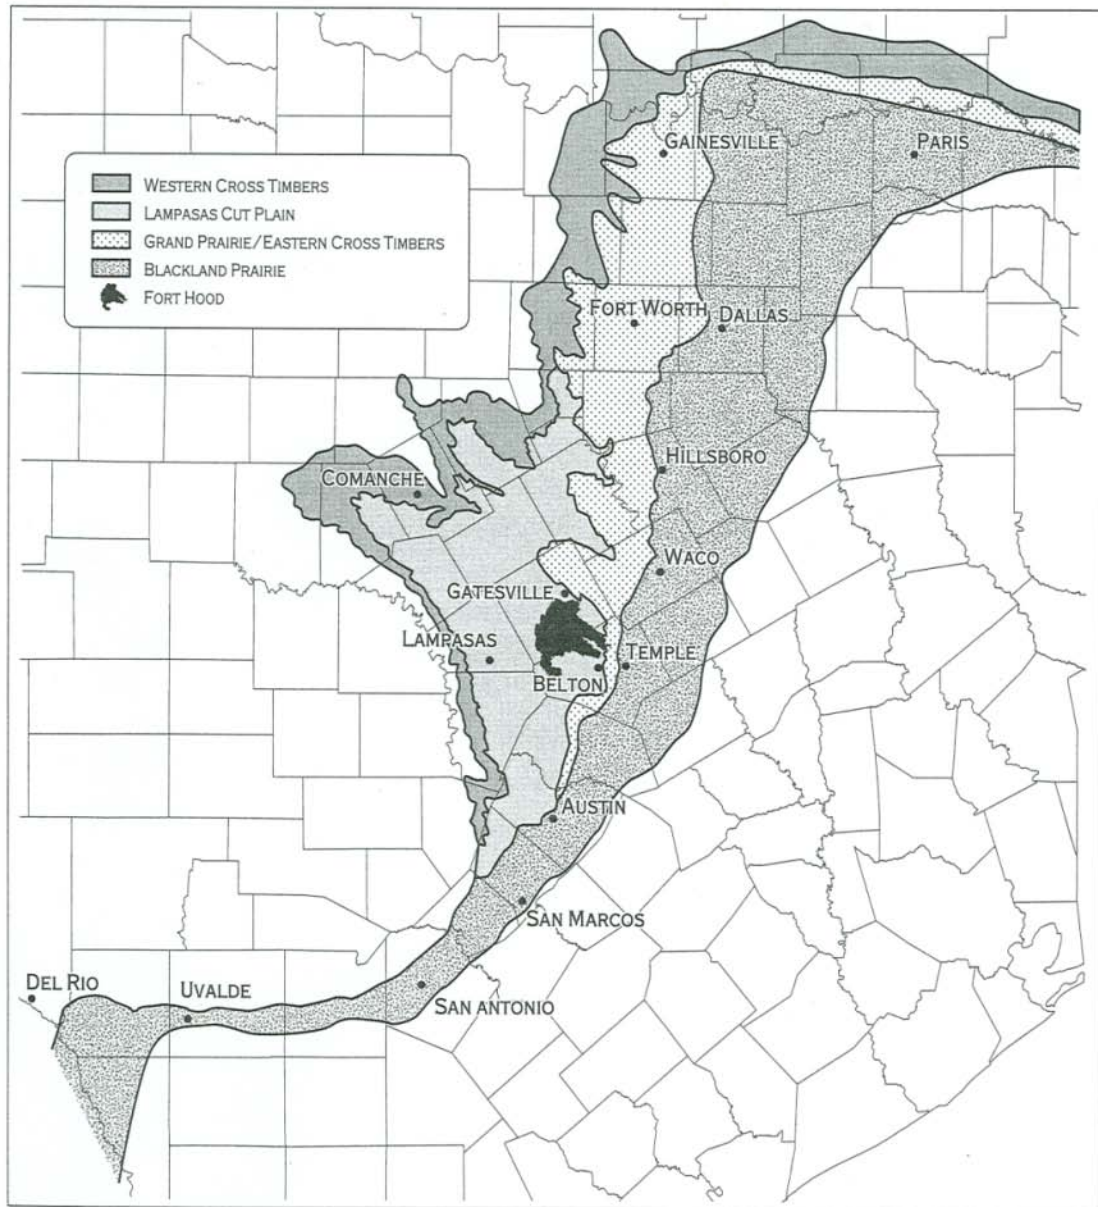 Gainesville
Paris
Western Cross Timbers
Lampasas Cut Plain
Grand Prairie/Eastern Cross Timbers
Blackland Prairie
Fort Hood
Fort Worth
Dallas
Hillsboro
Comanche
Waco
Gatesville
Lampasas
Temple
Belton
Austin
San Marcos
Del Rio
Uvalde
San Antonio